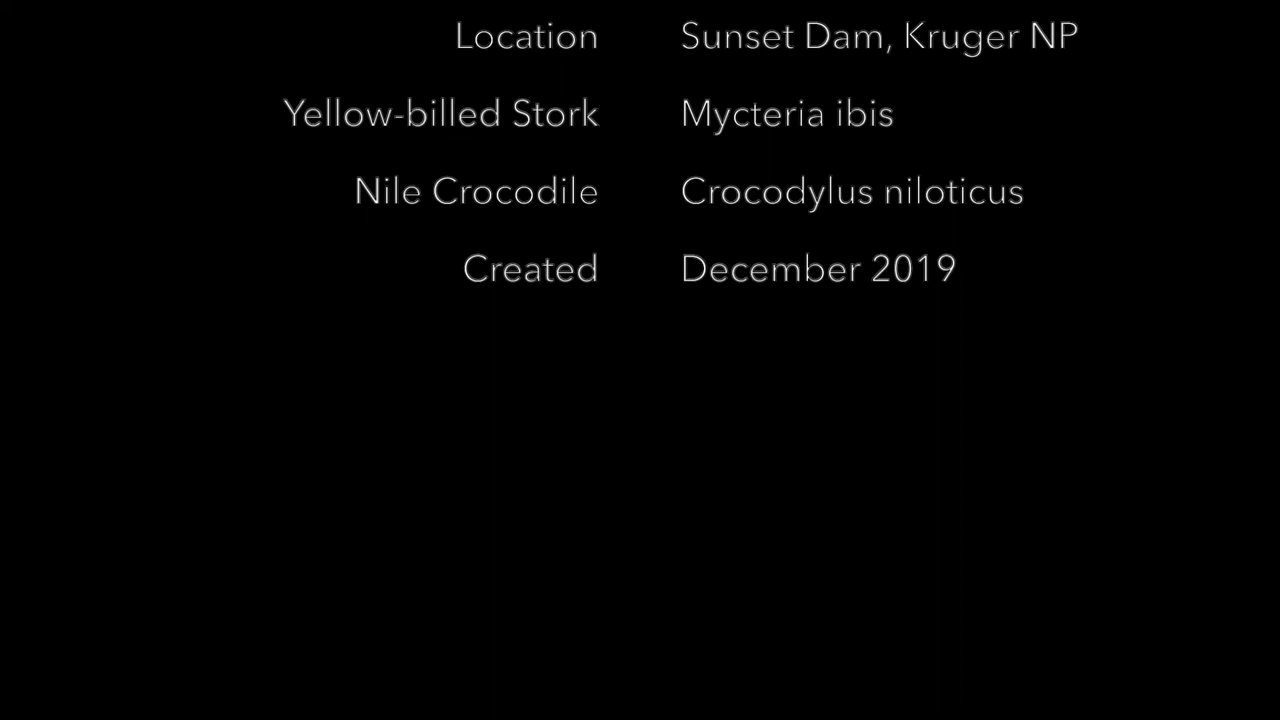 Location Sunset Dam, Kruger NP
Yellow-billed Stork Mycteria ibis
Nile Crocodile Crocodylus niloticus
Created December 2019